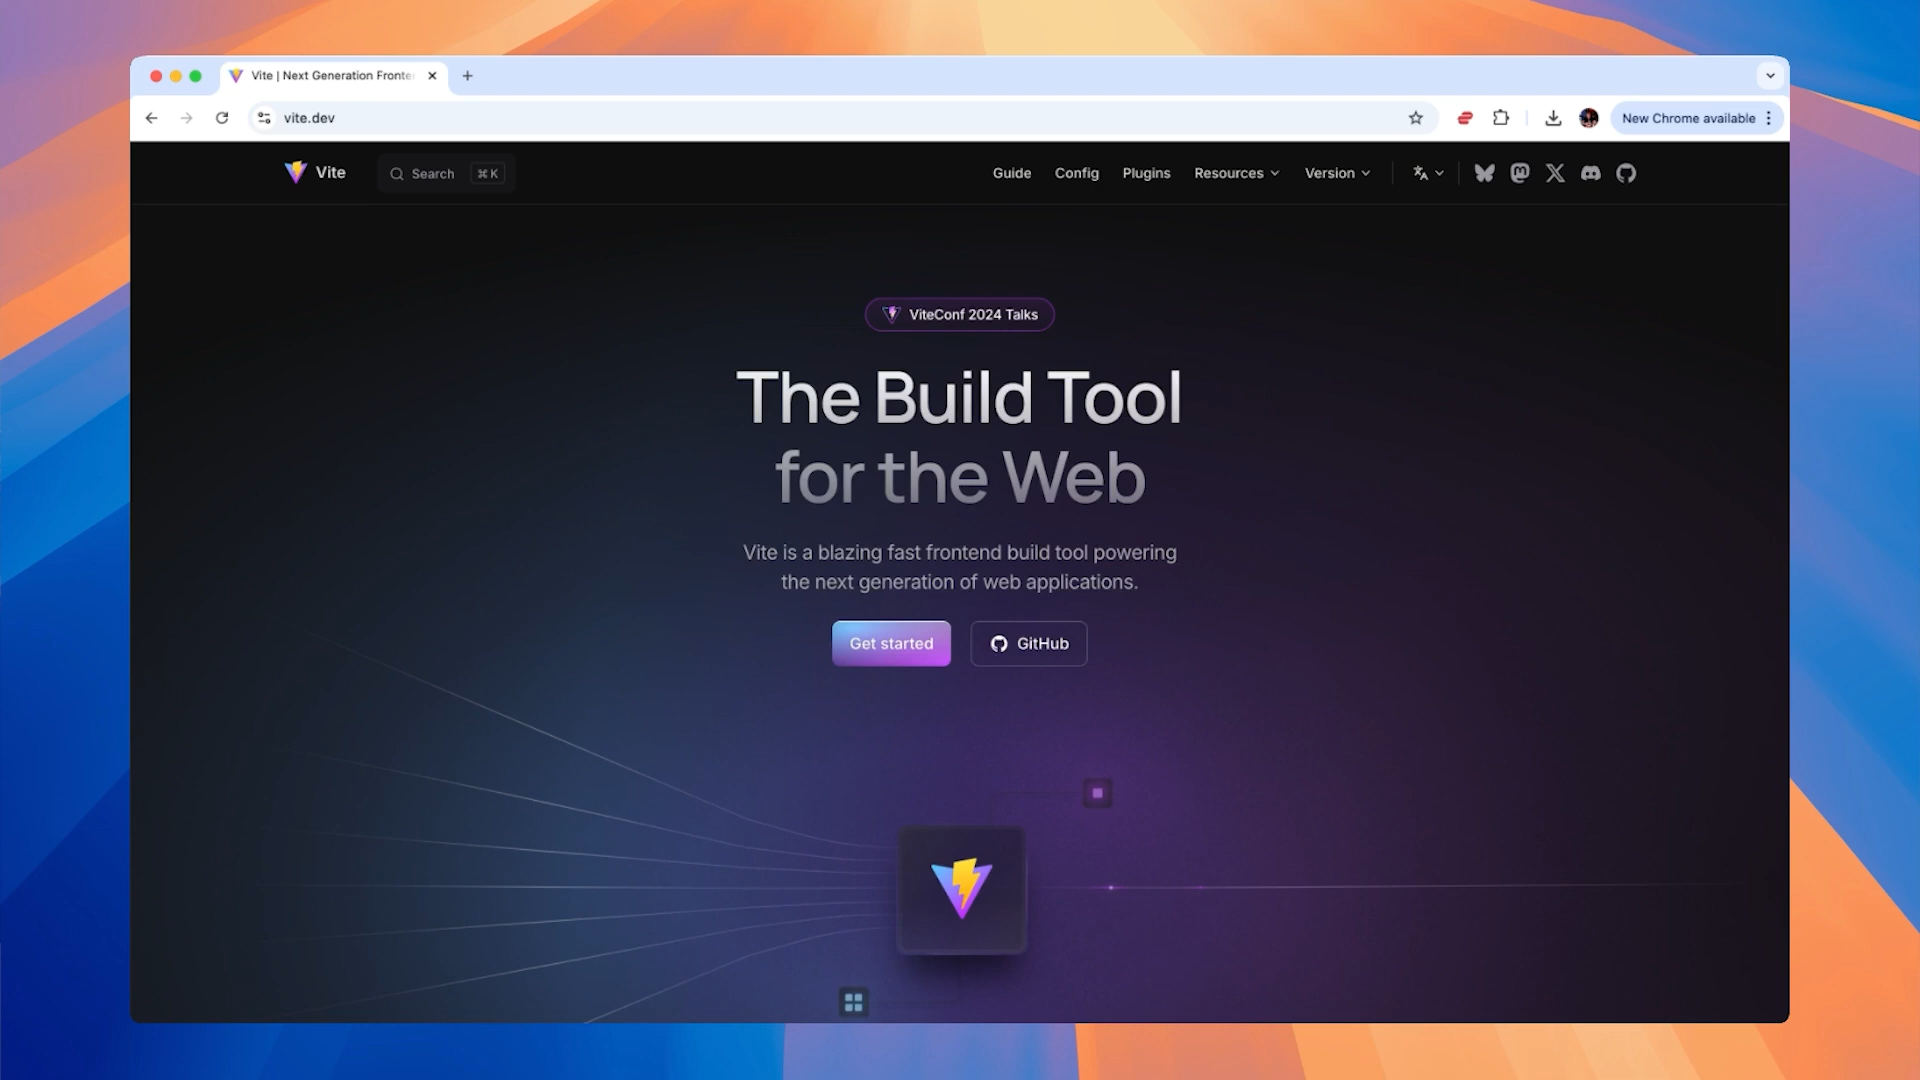 Vite | Next Generation Fronte
vite.dev
New Chrome available
Vite
Search
⌘ K
Guide
Config
Plugins
Resources
Version
ViteConf 2024 Talks
The Build Tool
for the Web
Vite is a blazing fast frontend build tool powering
the next generation of web applications.
Get started
GitHub